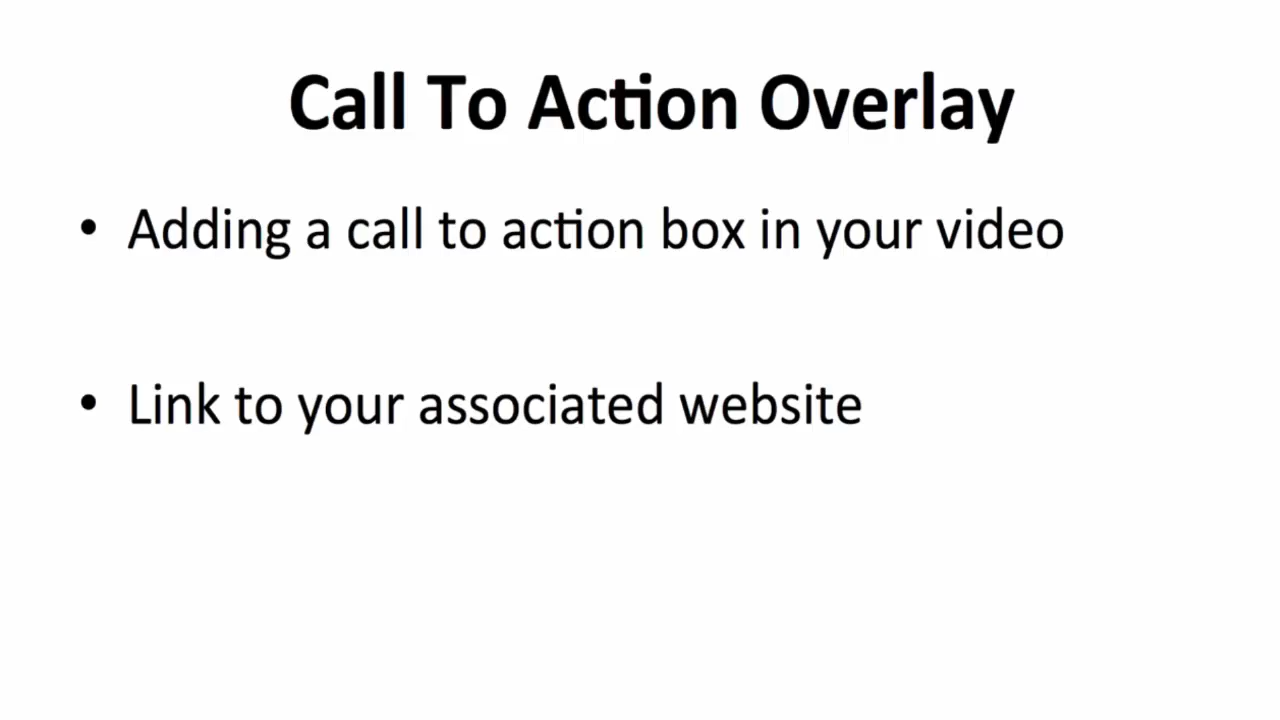 Call To Action Overlay
• Adding a call to action box in your video
• Link to your associated website